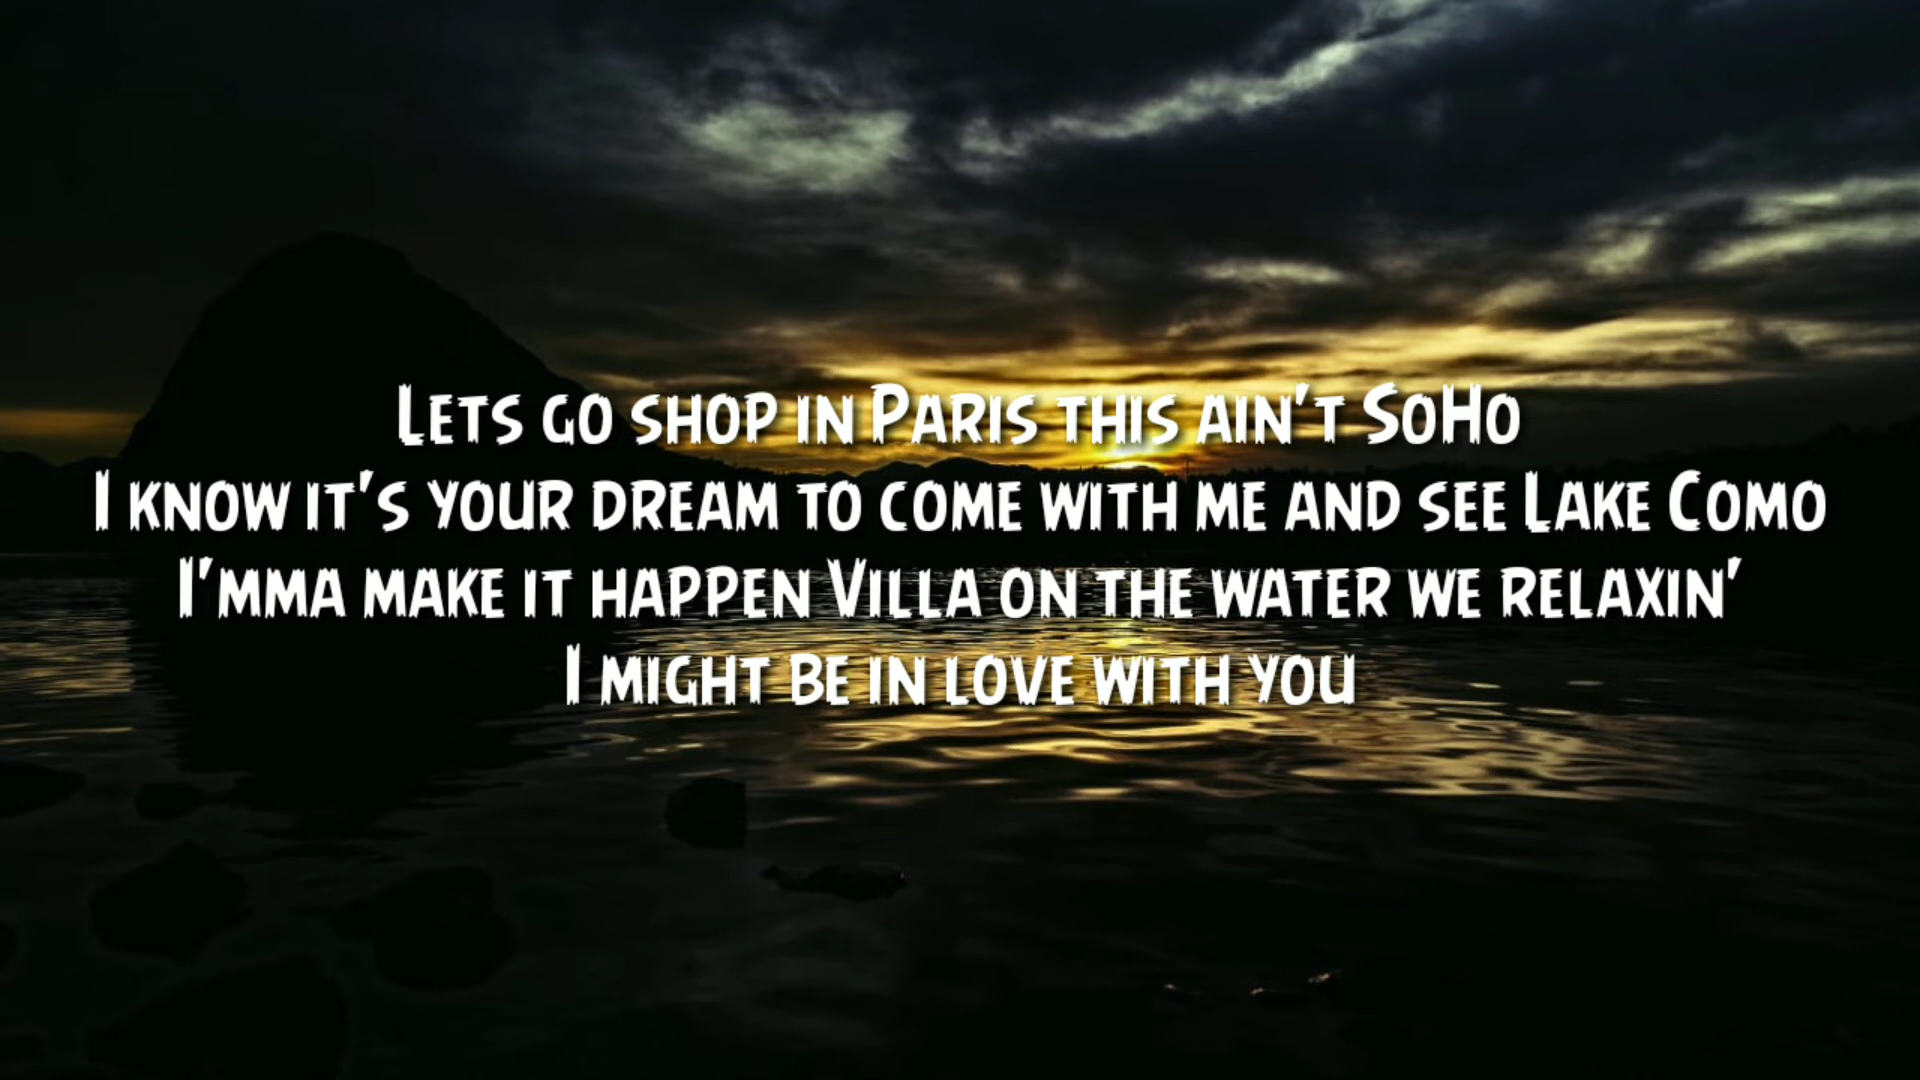 Lets go shop in Paris this ain't SoHo
I know it's your dream to come with me and see Lake Como
I'mma make it happen Villa on the water we relaxin'
I might be in love with you